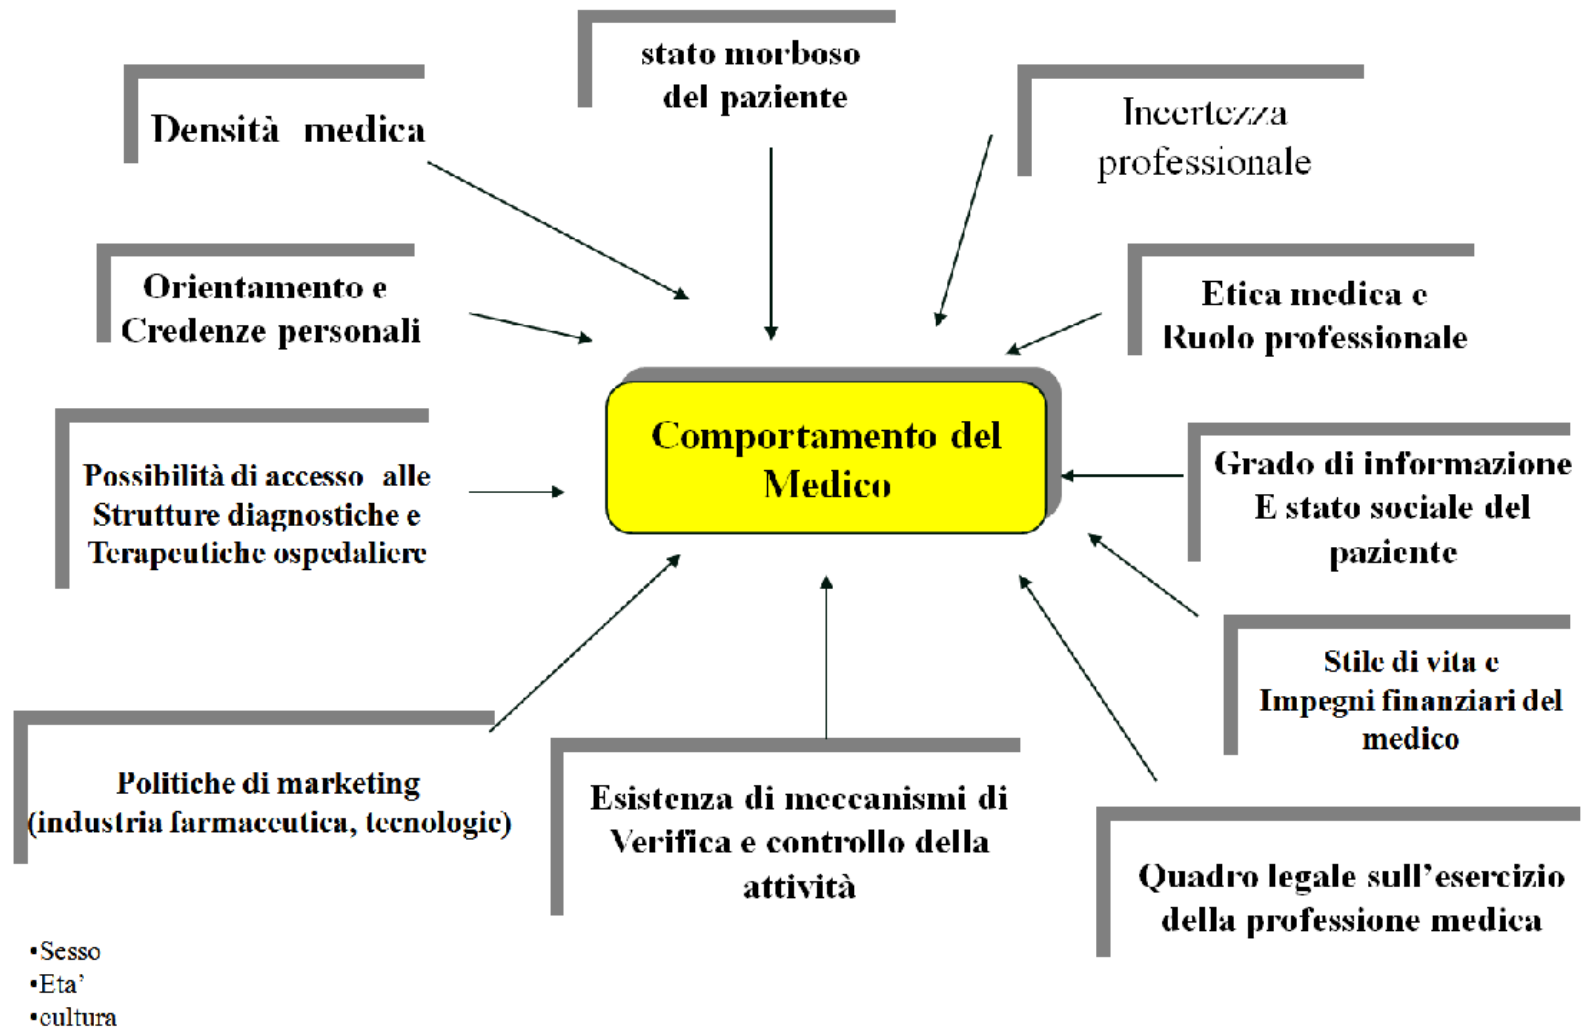 stato morboso
del paziente
Densità medica
Incertezza
professionale
Orientamento e
Credenze personali
Etica medica e
Ruolo professionale
Comportamento del
Medico
Possibilità di accesso alle
Strutture diagnostiche e
Terapeutiche ospedaliere
Grado di informazione
E stato sociale del
paziente
Stile di vita e
Impegni finanziari del
medico
Politiche di marketing
(industria farmaceutica, tecnologie)
Esistenza di meccanismi di
Verifica e controllo della
attività
Quadro legale sull'esercizio
della professione medica
•Sesso
•Eta'
•cultura